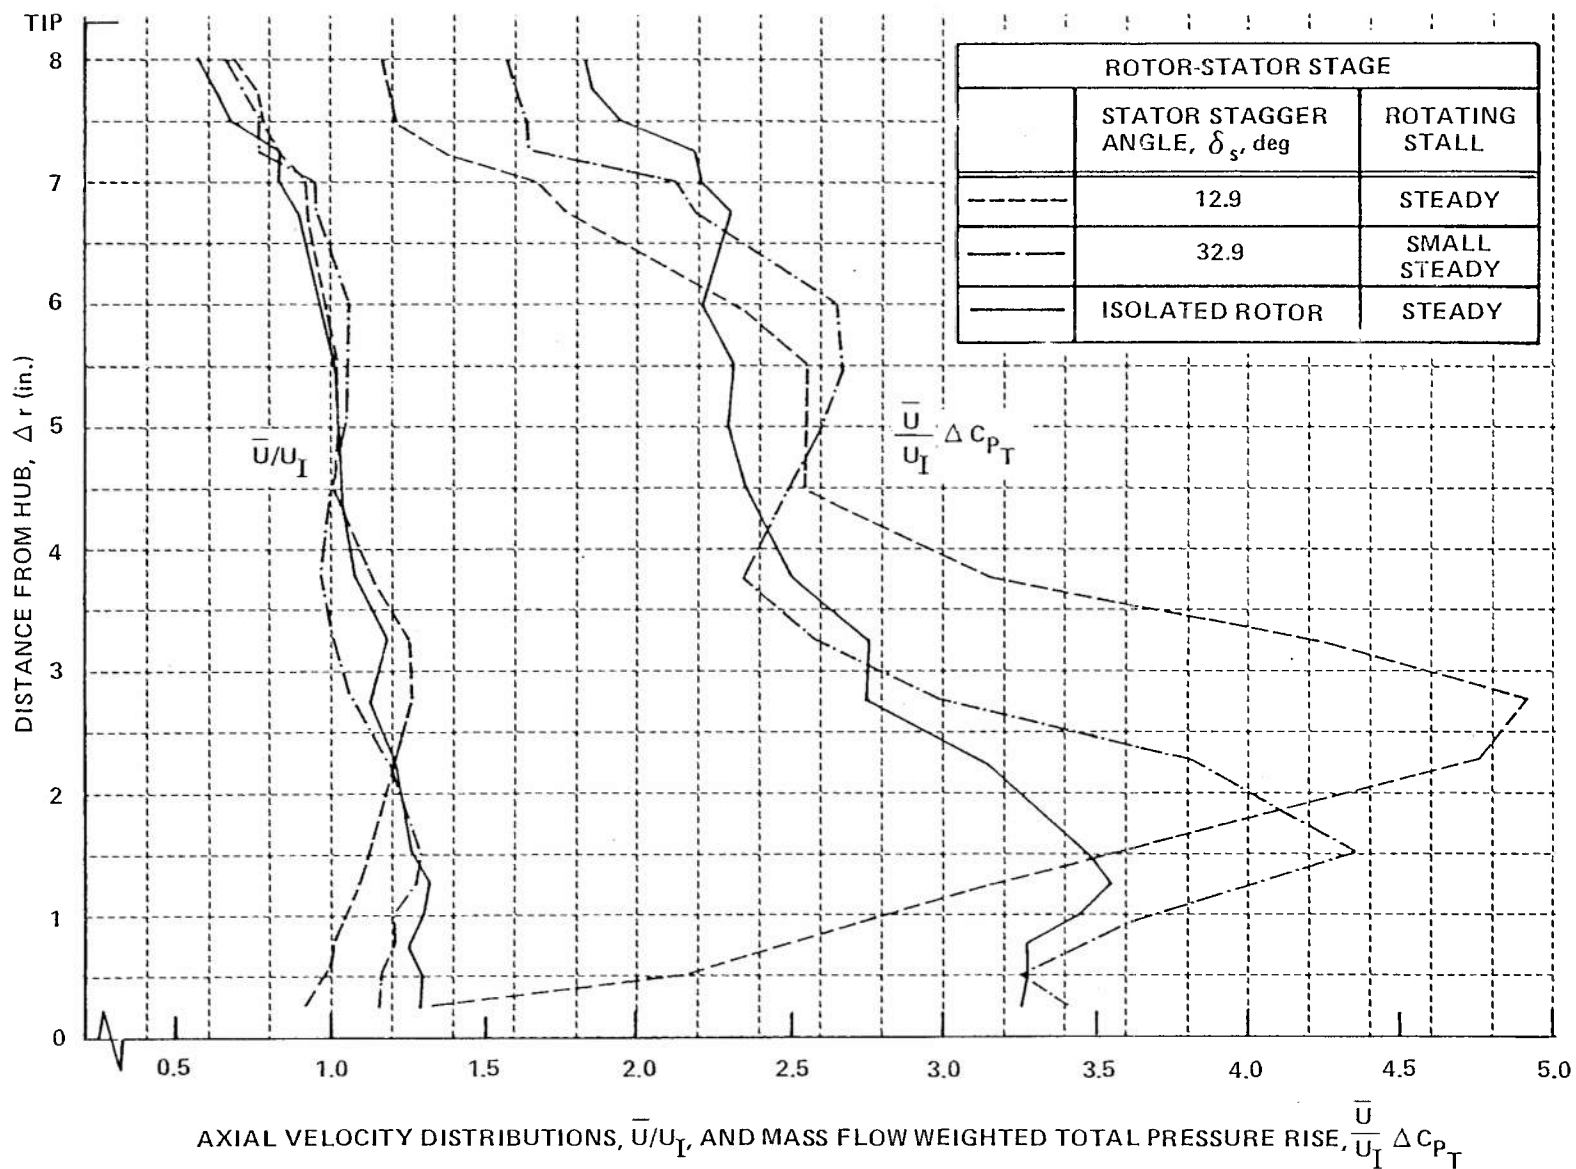 TIP
8
7
6
5
4
3
2
1
0
DISTANCE FROM HUB, Δ r (in.)
ROTOR-STATOR STAGE
STATOR STAGGER ANGLE, δs, deg
ROTATING STALL
12.9
STEADY
32.9
SMALL STEADY
ISOLATED ROTOR
STEADY
U̅/UI
U̅/UI Δ CPT
0.5 1.0 1.5 2.0 2.5 3.0 3.5 4.0 4.5 5.0
AXIAL VELOCITY DISTRIBUTIONS, U̅/UI, AND MASS FLOW WEIGHTED TOTAL PRESSURE RISE, U̅/UI Δ CPT